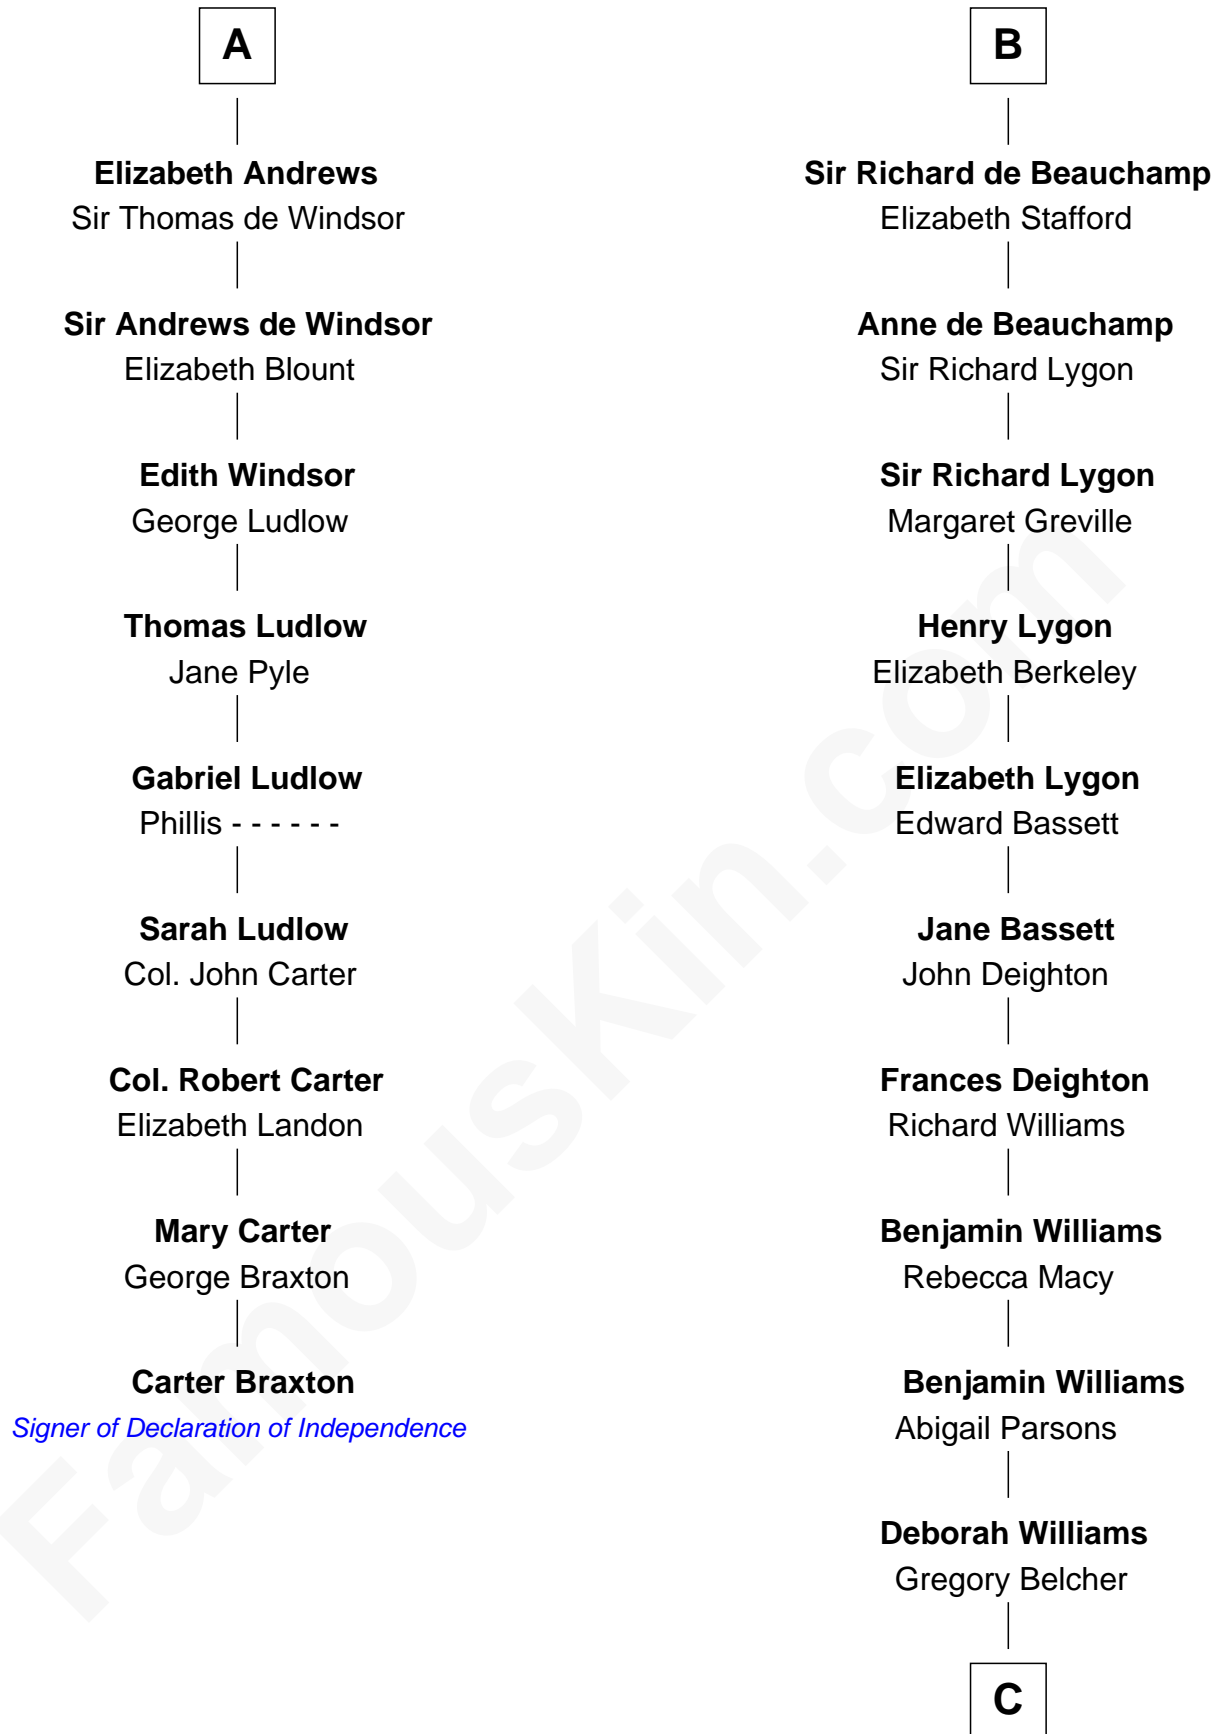 A
Elizabeth Andrews
Sir Thomas de Windsor
Sir Andrews de Windsor
Elizabeth Blount
Edith Windsor
George Ludlow
Thomas Ludlow
Jane Pyle
Gabriel Ludlow
Phillis - - - - - -
Sarah Ludlow
Col. John Carter
Col. Robert Carter
Elizabeth Landon
Mary Carter
George Braxton
Carter Braxton
Signer of Declaration of Independence
B
Sir Richard de Beauchamp
Elizabeth Stafford
Anne de Beauchamp
Sir Richard Lygon
Sir Richard Lygon
Margaret Greville
Henry Lygon
Elizabeth Berkeley
Elizabeth Lygon
Edward Bassett
Jane Bassett
John Deighton
Frances Deighton
Richard Williams
Benjamin Williams
Rebecca Macy
Benjamin Williams
Abigail Parsons
Deborah Williams
Gregory Belcher
C
FamousKin.com